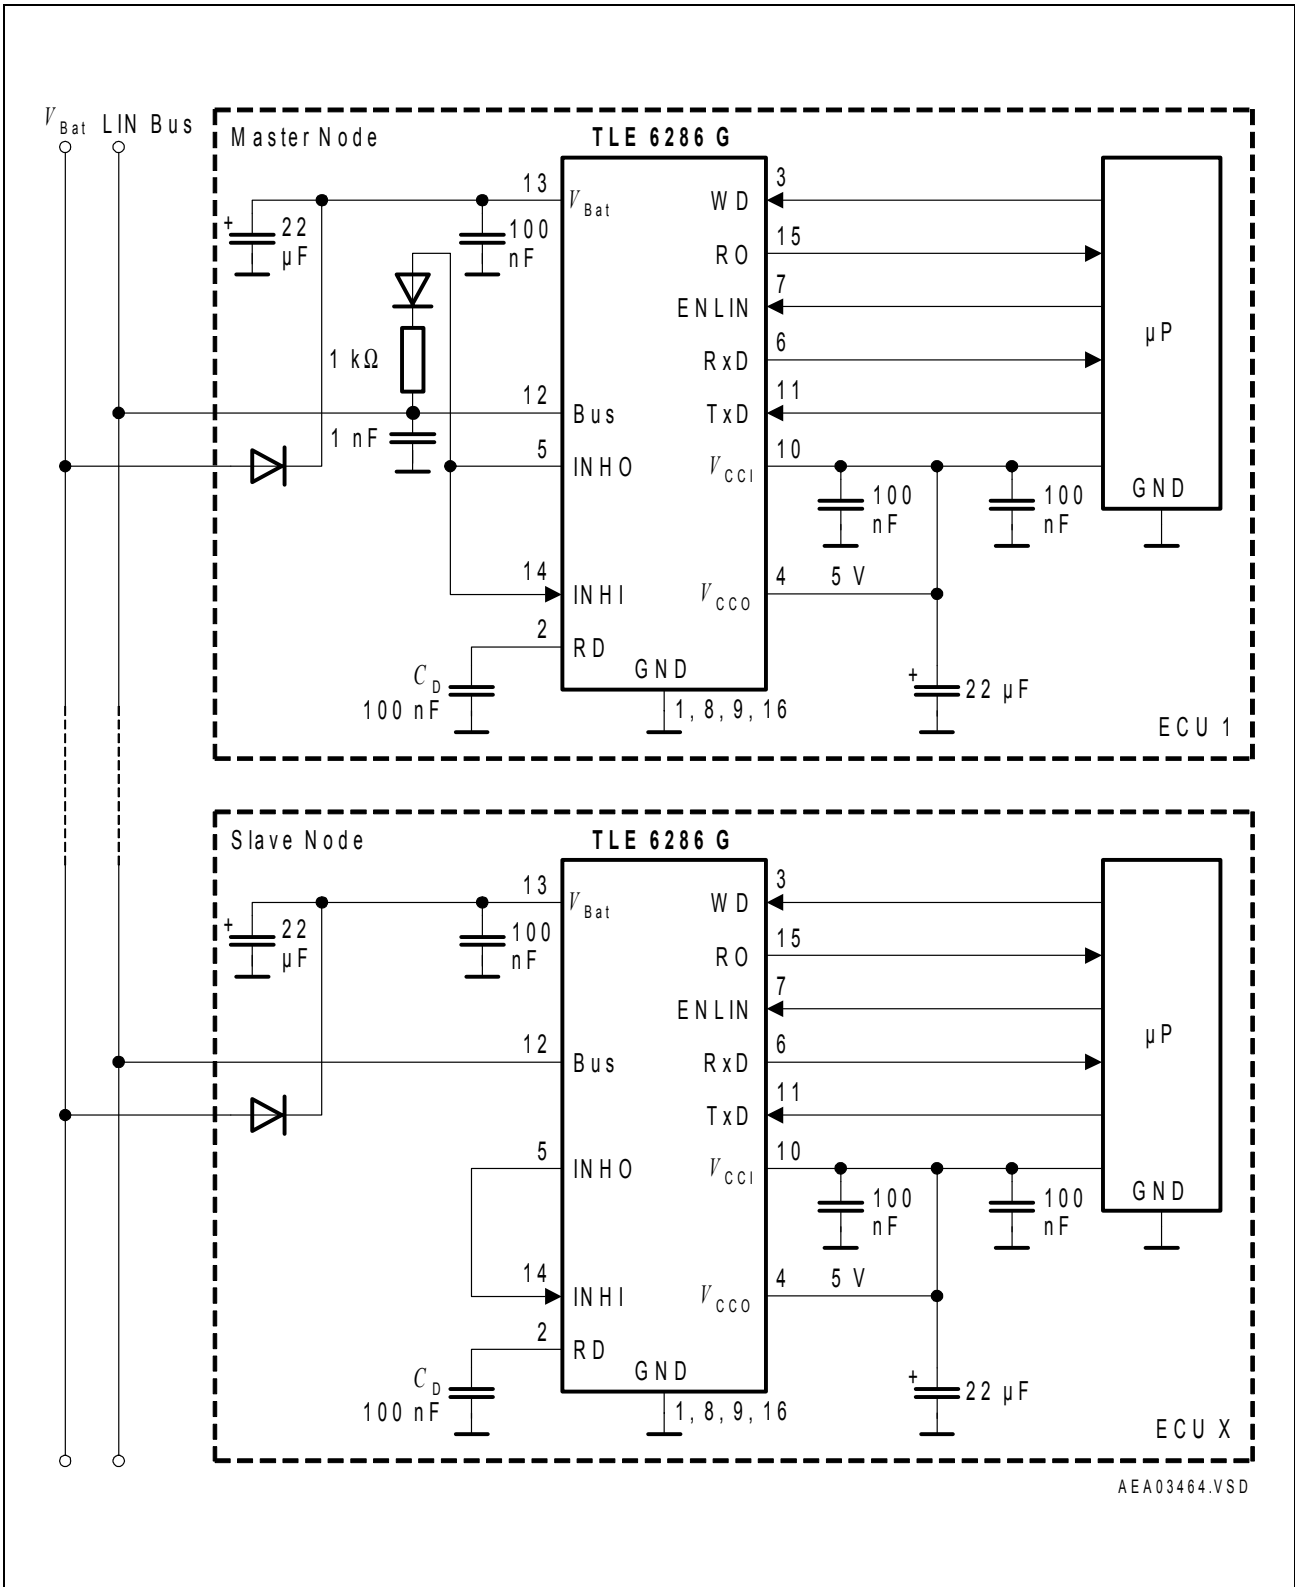 VBat LIN Bus
Master Node
TLE 6286 G
13
VBat
22
µF
100
nF
1 kΩ
12
Bus
1 nF
5
INHO
14
INHI
2
RD
CD
100 nF
GND
1, 8, 9, 16
WD
3
RO
15
ENLIN
7
RxD
6
TxD
11
VCCI
10
100
nF
100
nF
VCCO
4
5 V
22 µF
µP
GND
ECU 1
Slave Node
TLE 6286 G
13
VBat
22
µF
100
nF
12
Bus
5
INHO
14
INHI
2
RD
CD
100 nF
GND
1, 8, 9, 16
WD
3
RO
15
ENLIN
7
RxD
6
TxD
11
VCCI
10
100
nF
100
nF
VCCO
4
5 V
22 µF
µP
GND
ECU X
AEA03464.VSD